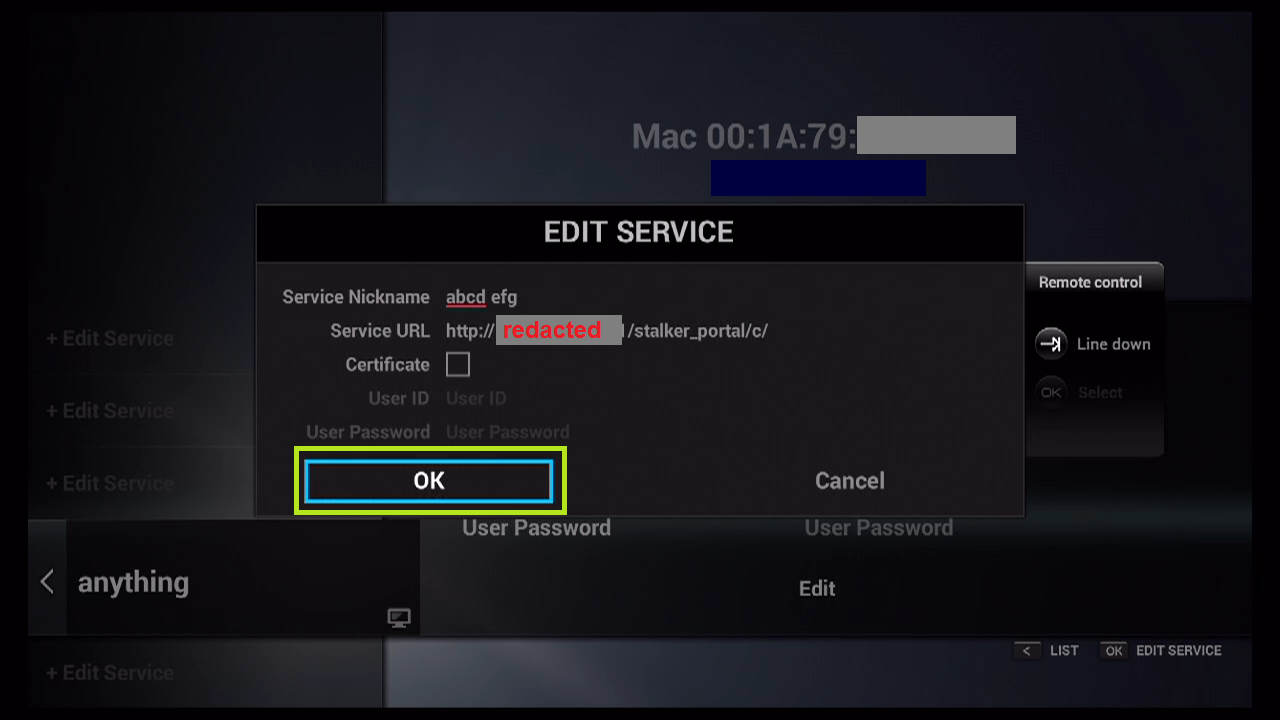 Mac 00:1A:79:
EDIT SERVICE
Service Nickname abcd efg
Service URL http:// redacted /stalker_portal/c/
Certificate
User ID User ID
User Password User Password
OK Cancel
Remote control
Line down
OK Select
+ Edit Service
+ Edit Service
+ Edit Service
User Password User Password
< anything
Edit
< LIST OK EDIT SERVICE
+ Edit Service